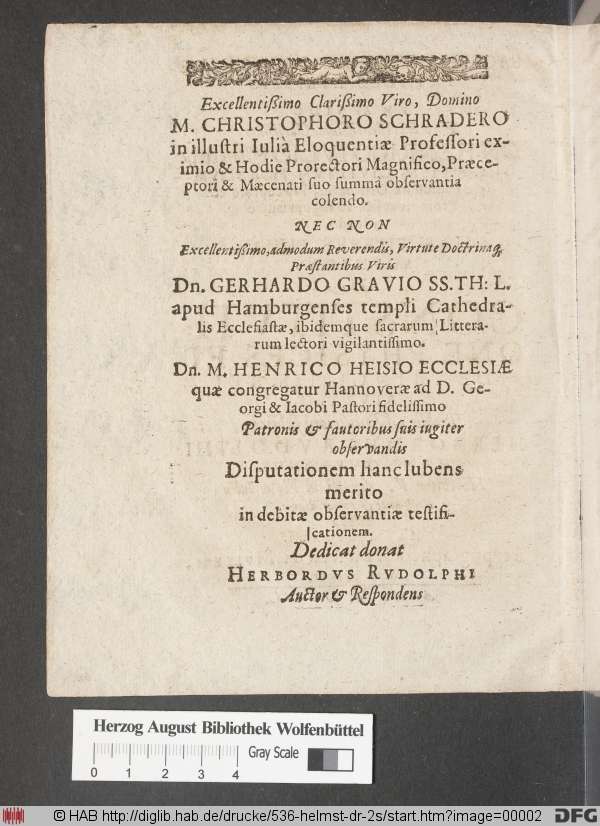 Excellentißimo Clarißimo Viro, Domino
M. CHRISTOPHORO SCHRADERO
in illuſtri Iuliâ Eloquentiæ Profeſſori ex-
imio & Hodie Prorectori Magnifico, Præce-
ptori & Mæcenati ſuo ſummâ obſervantia
colendo.
NEC NON
Excellentißimo, admodum Reverendis, Virtute Doctrinaq́;
Præſtantibus Viris
Dn. GERHARDO GRAVIO SS.TH: L.
apud Hamburgenſes templi Cathedra-
lis Eccleſiaſtæ, ibidemque ſacrarum Littera-
rum lectori vigilantiſſimo.
Dn. M. HENRICO HEISIO ECCLESIÆ
quæ congregatur Hannoveræ ad D. Ge-
orgi & Iacobi Paſtori fideliſſimo
Patronis & fautoribus ſuis iugiter
obſervandis
Diſputationem hanc lubens
merito
in debitæ obſervantiæ teſtifi-
cationem.
Dedicat donat
HERBORDVS RVDOLPHI
Auctor & Reſpondens
Herzog August Bibliothek Wolfenbüttel
Gray Scale
0 1 2 3 4
© HAB http://diglib.hab.de/drucke/536-helmst-dr-2s/start.htm?image=00002
DFG